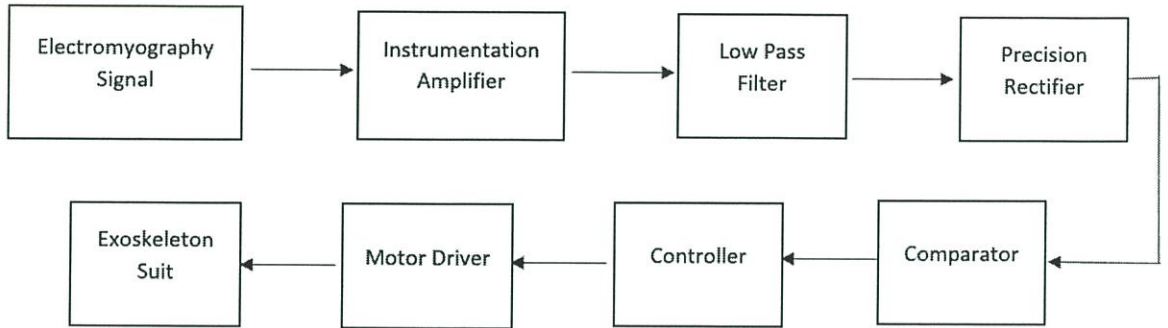 Electromyography
Signal
Instrumentation
Amplifier
Low Pass
Filter
Precision
Rectifier
Exoskeleton
Suit
Motor Driver
Controller
Comparator